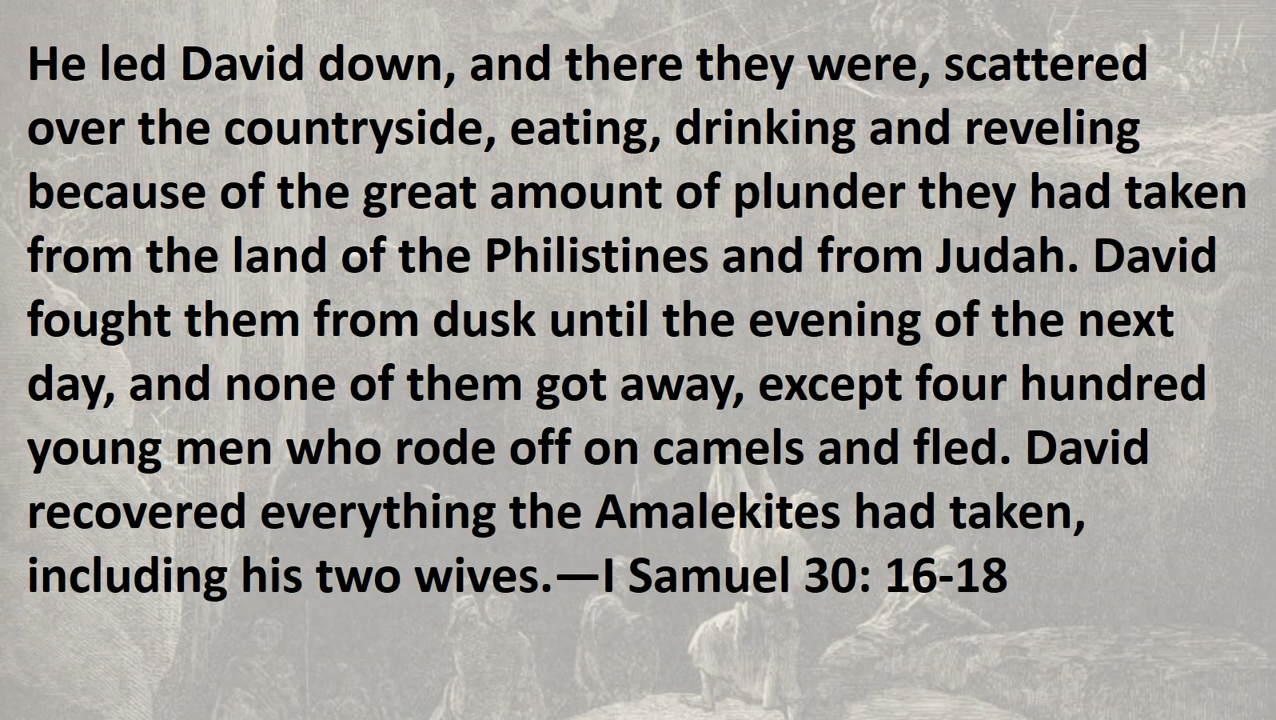 He led David down, and there they were, scattered
over the countryside, eating, drinking and reveling
because of the great amount of plunder they had taken
from the land of the Philistines and from Judah. David
fought them from dusk until the evening of the next
day, and none of them got away, except four hundred
young men who rode off on camels and fled. David
recovered everything the Amalekites had taken,
including his two wives.—I Samuel 30: 16-18